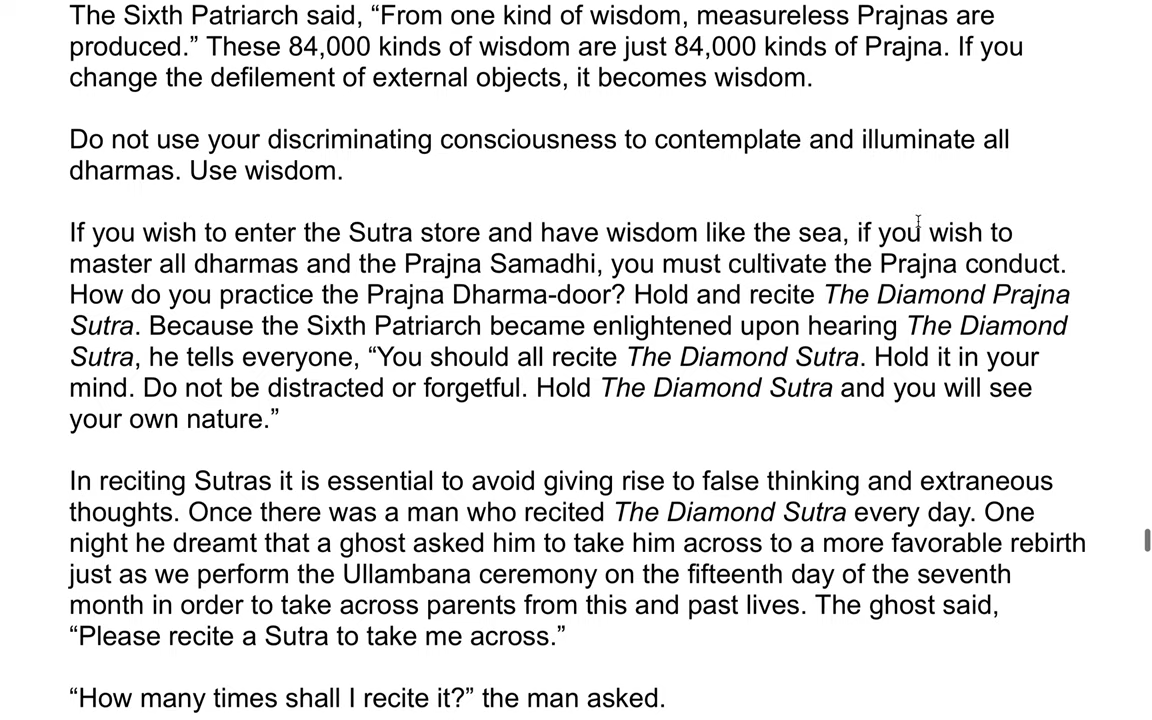 The Sixth Patriarch said, “From one kind of wisdom, measureless Prajnas are
produced.” These 84,000 kinds of wisdom are just 84,000 kinds of Prajna. If you
change the defilement of external objects, it becomes wisdom.
Do not use your discriminating consciousness to contemplate and illuminate all
dharmas. Use wisdom.
If you wish to enter the Sutra store and have wisdom like the sea, if you wish to
master all dharmas and the Prajna Samadhi, you must cultivate the Prajna conduct.
How do you practice the Prajna Dharma-door? Hold and recite The Diamond Prajna
Sutra. Because the Sixth Patriarch became enlightened upon hearing The Diamond
Sutra, he tells everyone, “You should all recite The Diamond Sutra. Hold it in your
mind. Do not be distracted or forgetful. Hold The Diamond Sutra and you will see
your own nature.”
In reciting Sutras it is essential to avoid giving rise to false thinking and extraneous
thoughts. Once there was a man who recited The Diamond Sutra every day. One
night he dreamt that a ghost asked him to take him across to a more favorable rebirth
just as we perform the Ullambana ceremony on the fifteenth day of the seventh
month in order to take across parents from this and past lives. The ghost said,
“Please recite a Sutra to take me across.”
“How many times shall I recite it?” the man asked.